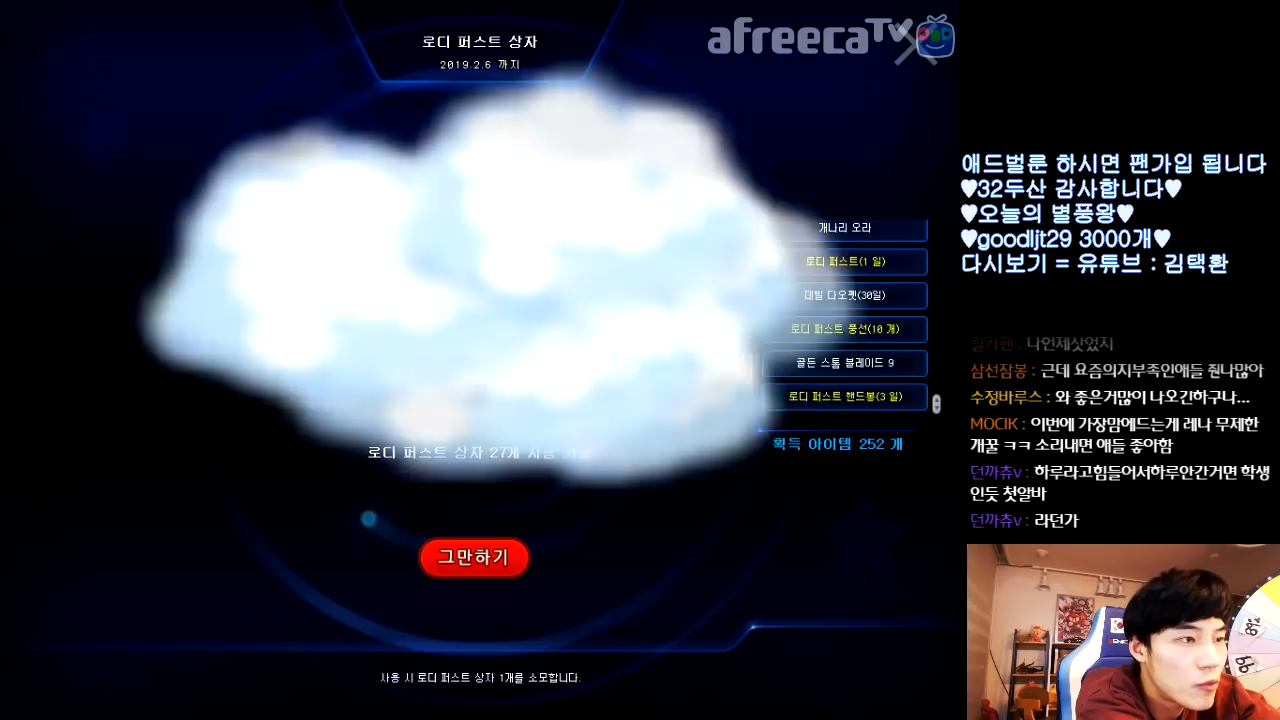 로디 퍼스트 상자
2019.2.6 까지
afreecaTV
애드벌룬 하시면 팬가입 됩니다
♥32두산 감사합니다♥
♥오늘의 별풍왕♥
♥goodljt29 3000개♥
다시보기 = 유튜브 : 김택환
개나리 오라
로디 퍼스트(1 일)
데빌 다오펫(30일)
로디 퍼스트 풍선(10 개)
골든 스톰 블레이드 9
로디 퍼스트 핸드봉(3 일)
획득 아이템 252 개
로디 퍼스트 상자 27개
그만하기
사용 시 로디 퍼스트 상자 1개를 소모합니다.
나언제샀었지
삼선잠봉 : 근데 요즘의지부족인애들 줜나많아
수정바루스 : 와 좋은거많이 나오긴하구나...
MOCIK : 이번에 가장맘에드는게 레나 무제한
개꿀 ㅋㅋ 소리내면 애들 좋아함
던까츄v : 하루라고힘들어서하루안간거면 학생
인듯 첫알바
던까츄v : 라던가